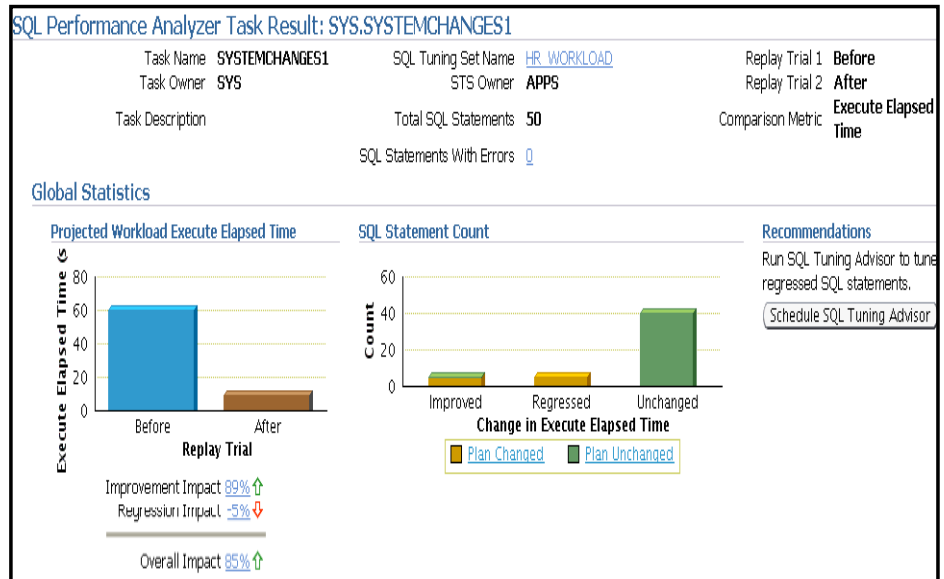 SQL Performance Analyzer Task Result: SYS.SYSTEMCHANGES1
Task Name SYSTEMCHANGES1
Task Owner SYS
Task Description
SQL Tuning Set Name HR_WORKLOAD
STS Owner APPS
Total SQL Statements 50
SQL Statements With Errors 0
Replay Trial 1 Before
Replay Trial 2 After
Comparison Metric Execute Elapsed
Time
Global Statistics
Projected Workload Execute Elapsed Time
Execute Elapsed Time (s
80
60
40
20
0
Before After
Replay Trial
Improvement Impact 89%
Regression Impact -5%
Overall Impact 85%
SQL Statement Count
Count
60
40
20
0
Improved Regressed Unchanged
Change in Execute Elapsed Time
Plan Changed Plan Unchanged
Recommendations
Run SQL Tuning Advisor to tune
regressed SQL statements.
Schedule SQL Tuning Advisor